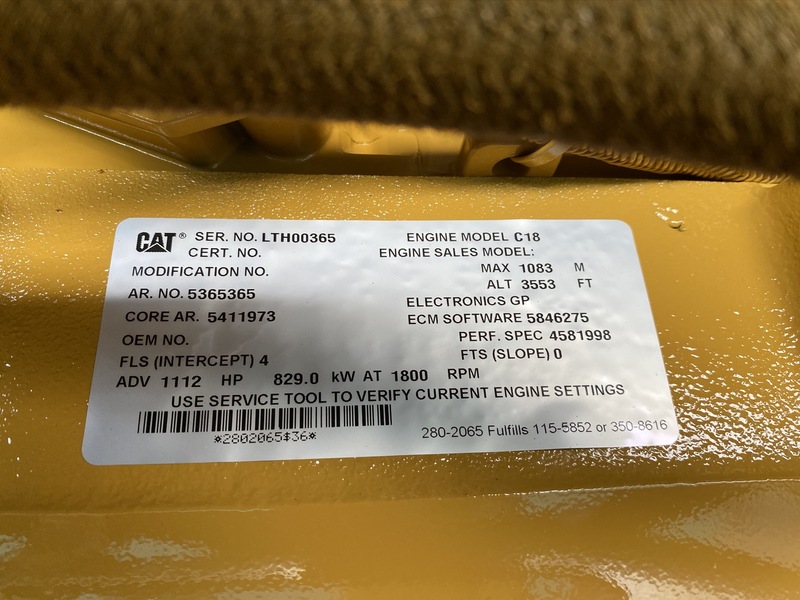 CAT® SER. NO. LTH00365 ENGINE MODEL C18
CERT. NO. ENGINE SALES MODEL:
MODIFICATION NO. MAX 1083 M
ALT 3553 FT
AR. NO. 5365365 ELECTRONICS GP
CORE AR. 5411973 ECM SOFTWARE 5846275
OEM NO. PERF. SPEC 4581998
FLS (INTERCEPT) 4 FTS (SLOPE) 0
ADV 1112 HP 829.0 kW AT 1800 RPM
USE SERVICE TOOL TO VERIFY CURRENT ENGINE SETTINGS
*2802065$36* 280-2065 Fulfills 115-5852 or 350-8616